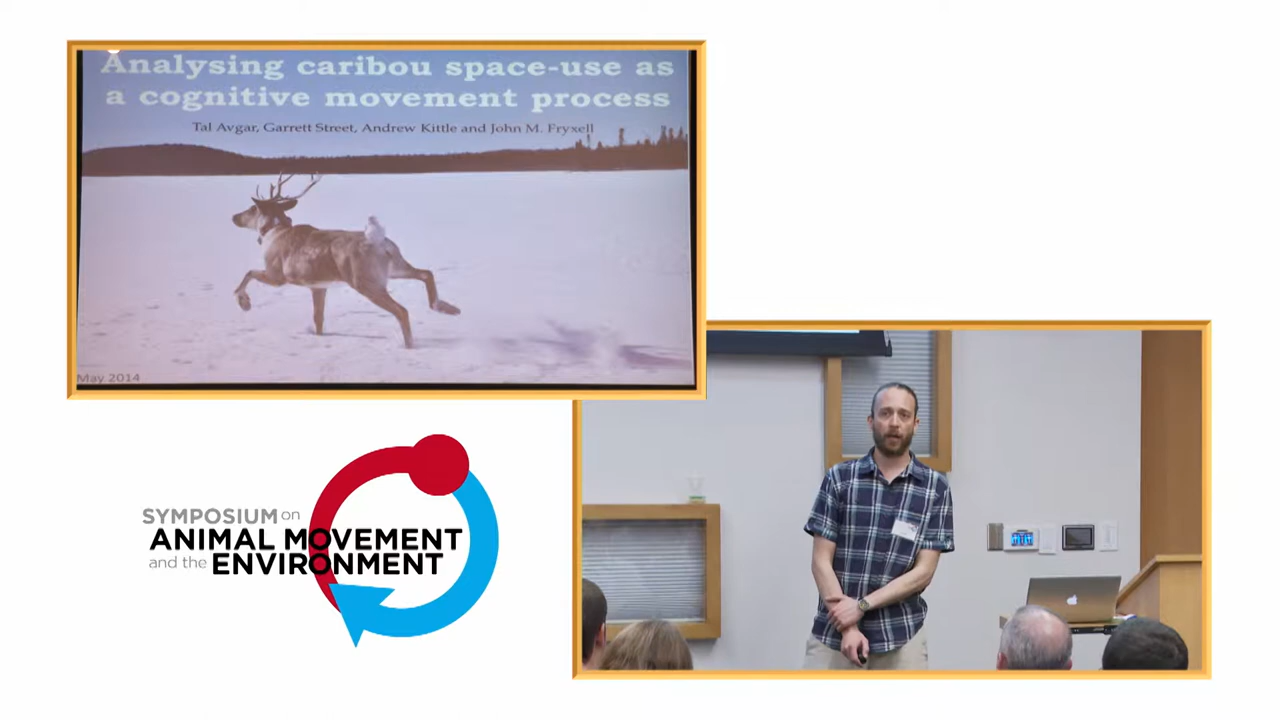 Analysing caribou space-use as
a cognitive movement process
Tal Avgar, Garrett Street, Andrew Kittle and John M. Fryxell
May 2014
SYMPOSIUM on
ANIMAL MOVEMENT
and the ENVIRONMENT